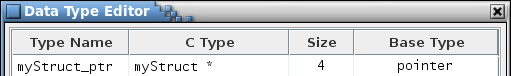 Data Type Editor
Type Name C Type Size Base Type
myStruct_ptr myStruct * 4 pointer